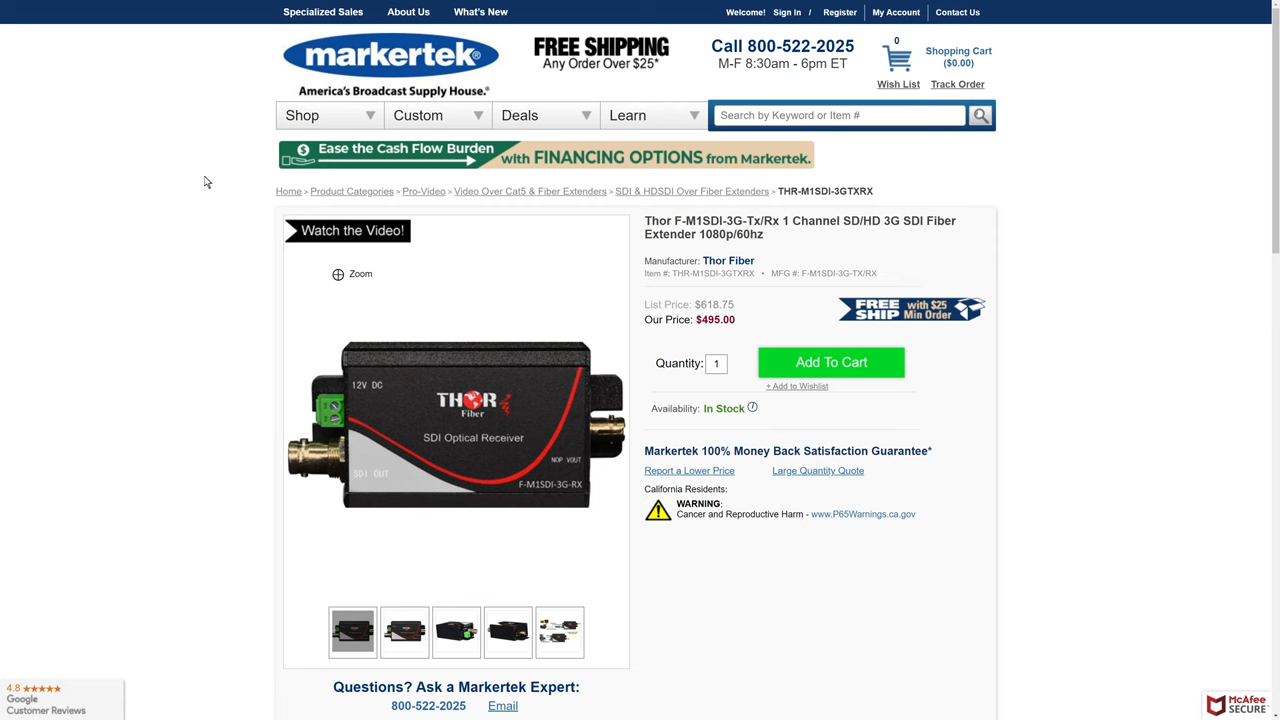 Specialized Sales About Us What's New Welcome! Sign In / Register My Account Contact Us
markertek®
America's Broadcast Supply House.®
FREE SHIPPING
Any Order Over $25*
Call 800-522-2025
M-F 8:30am - 6pm ET
0
Shopping Cart
($0.00)
Wish List Track Order
Shop Custom Deals Learn Search by Keyword or Item #
Ease the Cash Flow Burden with FINANCING OPTIONS from Markertek.
Home > Product Categories > Pro-Video > Video Over Cat5 & Fiber Extenders > SDI & HDSDI Over Fiber Extenders > THR-M1SDI-3GTXRX
Watch the Video!
Zoom
12V DC
THOR
Fiber
SDI Optical Receiver
NOP VOUT
SDI OUT
F-M1SDI-3G-RX
Questions? Ask a Markertek Expert:
800-522-2025 Email
Thor F-M1SDI-3G-Tx/Rx 1 Channel SD/HD 3G SDI Fiber
Extender 1080p/60hz
Manufacturer: Thor Fiber
Item #: THR-M1SDI-3GTXRX • MFG #: F-M1SDI-3G-TX/RX
List Price: $618.75
Our Price: $495.00
FREE SHIP with $25 Min Order
Quantity: 1 Add To Cart
+ Add to Wishlist
Availability: In Stock
Markertek 100% Money Back Satisfaction Guarantee*
Report a Lower Price Large Quantity Quote
California Residents:
WARNING:
Cancer and Reproductive Harm - www.P65Warnings.ca.gov
4.8 ★★★★★
Google
Customer Reviews
McAfee
SECURE